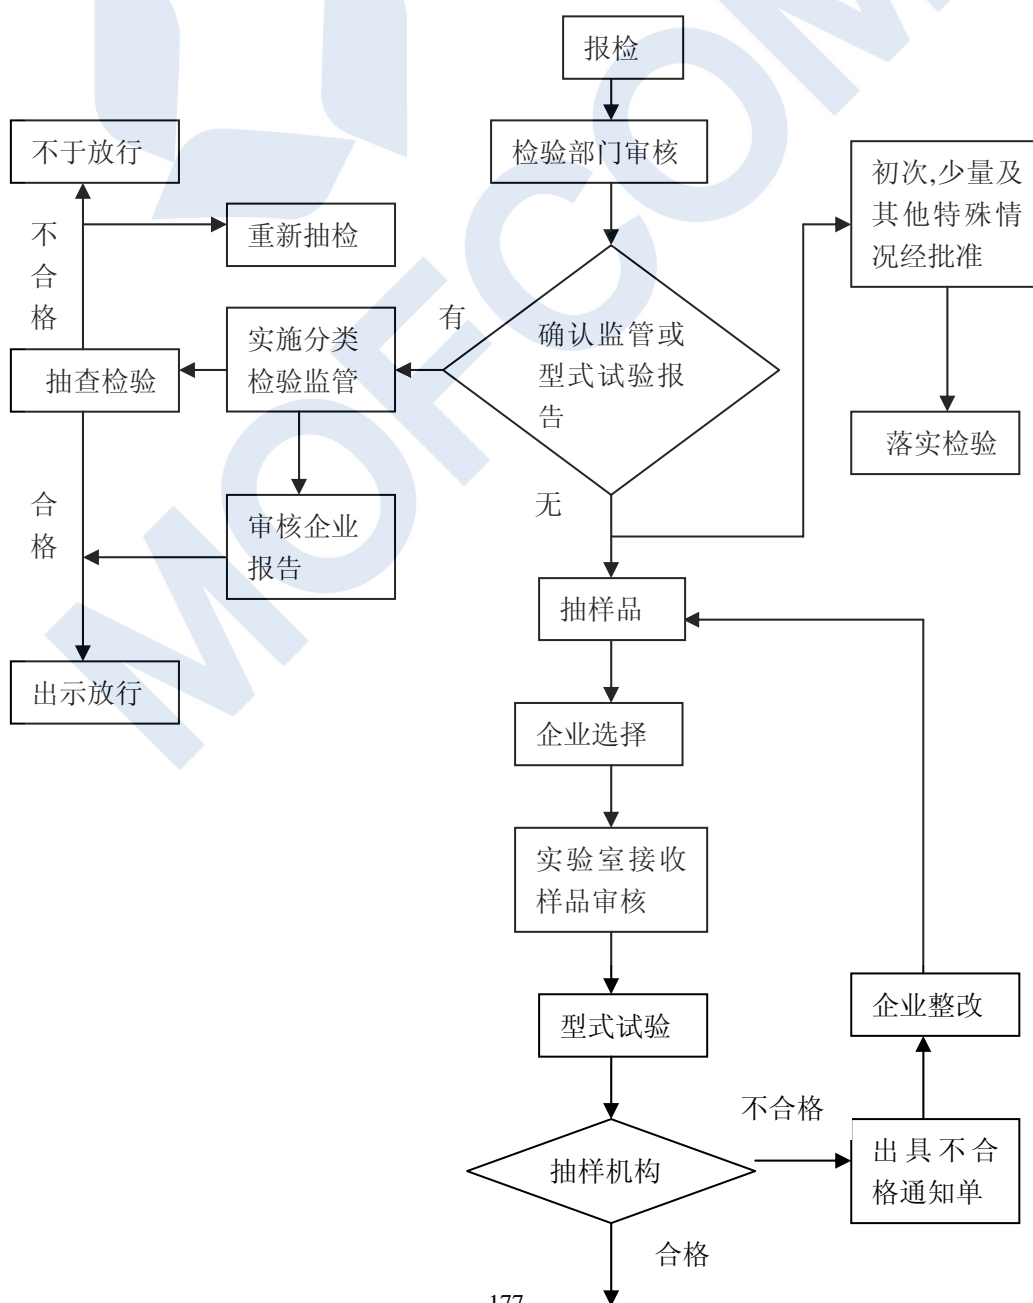 报检
检验部门审核
不于放行
初次,少量及
其他特殊情
况经批准
重新抽检
不
合
格
有
实施分类
检验监管
确认监管或
型式试验报
告
抽查检验
落实检验
无
合
格
审核企业
报告
抽样品
出示放行
企业选择
实验室接收
样品审核
企业整改
型式试验
不合格
出具不合
格通知单
抽样机构
合格
177
MOFCOM